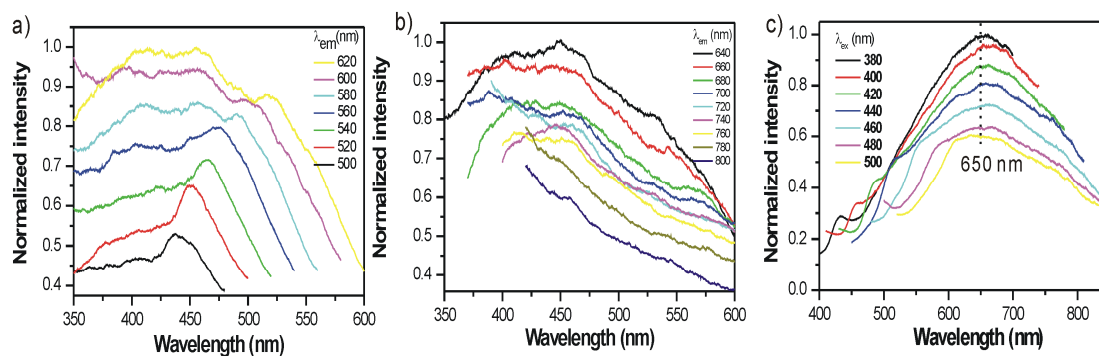 a)
Normalized intensity
1.0
0.9
0.8
0.7
0.6
0.5
0.4
λem(nm)
620
600
580
560
540
500
350 400 450 500 550 600
Wavelength (nm)
b)
Normalized intensity
1.0
0.9
0.8
0.7
0.6
0.5
0.4
λem (nm)
640
660
680
700
720
740
760
780
800
350 400 450 500 550 600
Wavelength (nm)
c)
Normalized intensity
1.0
0.8
0.6
0.4
0.2
0.0
λex (nm)
380
400
420
440
460
480
500
650 nm
400 500 600 700 800
Wavelength (nm)